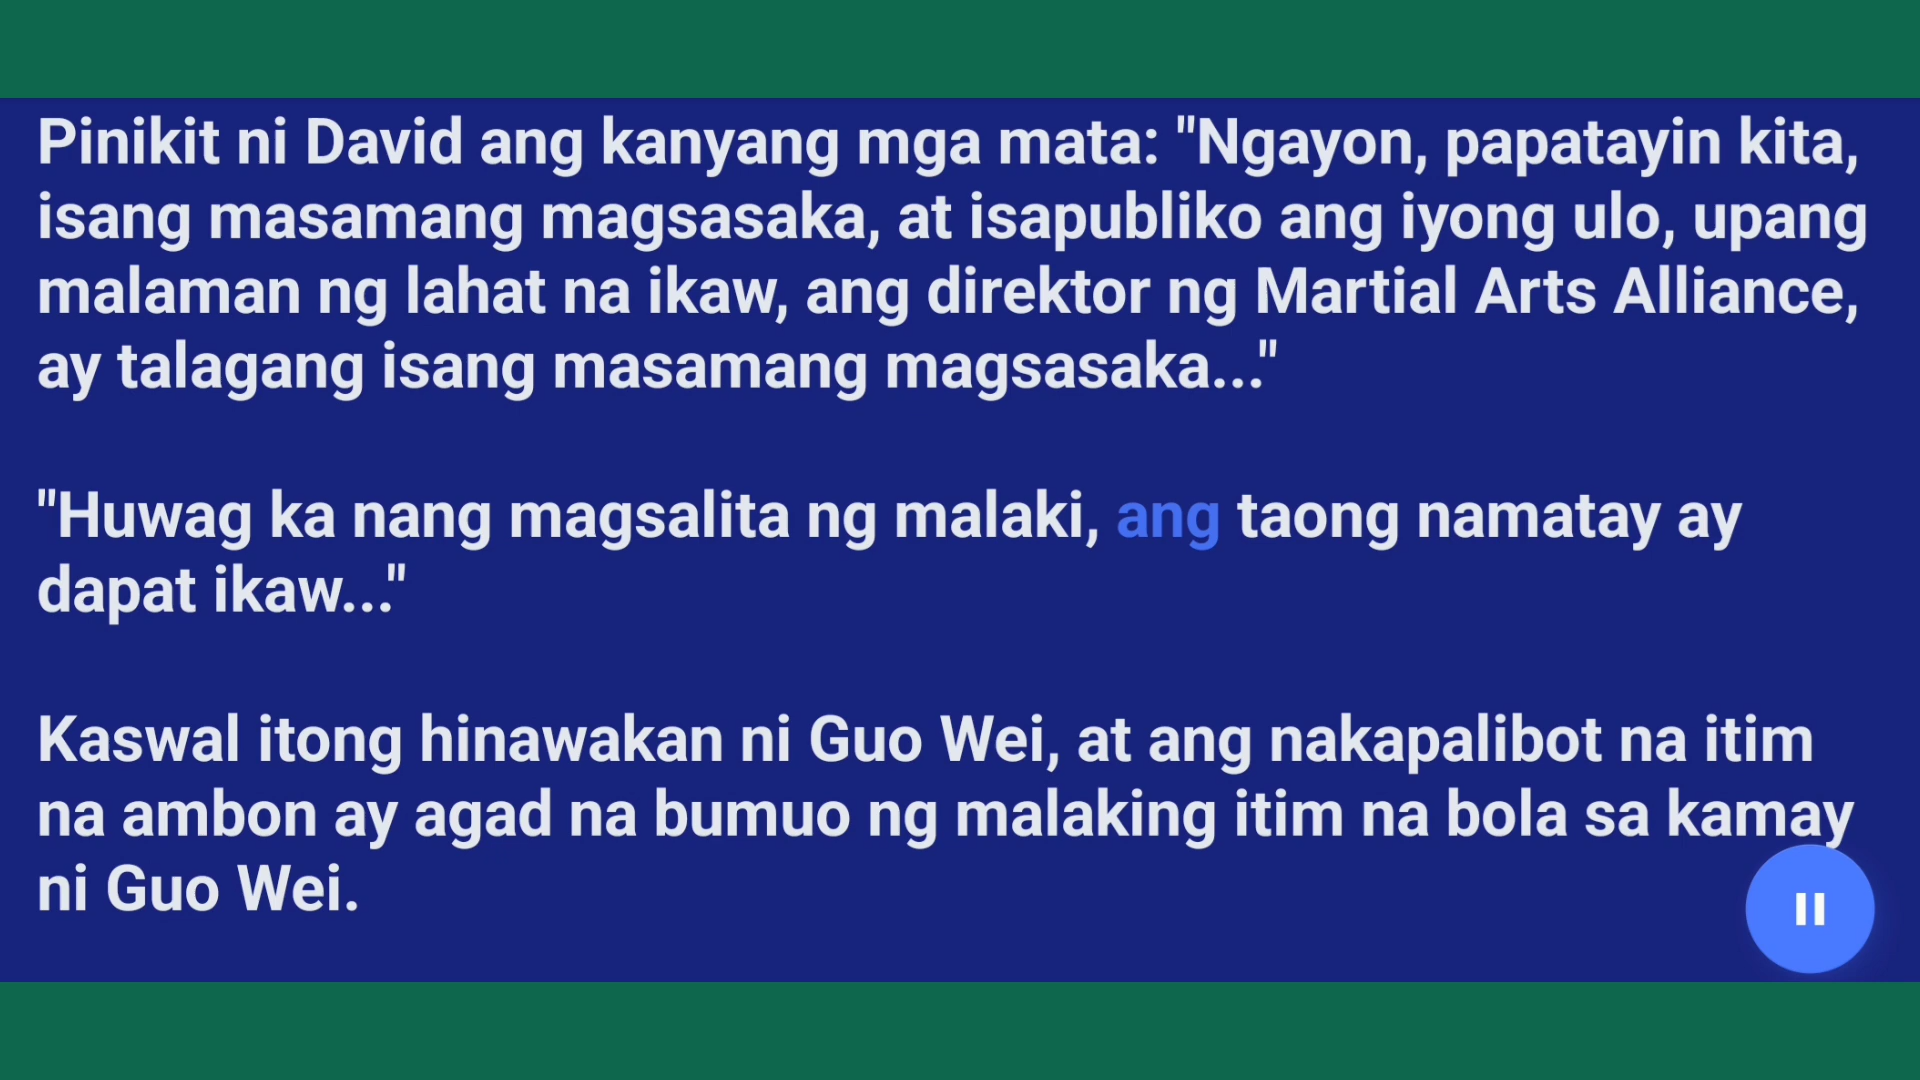 Pinikit ni David ang kanyang mga mata: "Ngayon, papatayin kita,
isang masamang magsasaka, at isapubliko ang iyong ulo, upang
malaman ng lahat na ikaw, ang direktor ng Martial Arts Alliance,
ay talagang isang masamang magsasaka..."
"Huwag ka nang magsalita ng malaki, ang taong namatay ay
dapat ikaw..."
Kaswal itong hinawakan ni Guo Wei, at ang nakapalibot na itim
na ambon ay agad na bumuo ng malaking itim na bola sa kamay
ni Guo Wei.